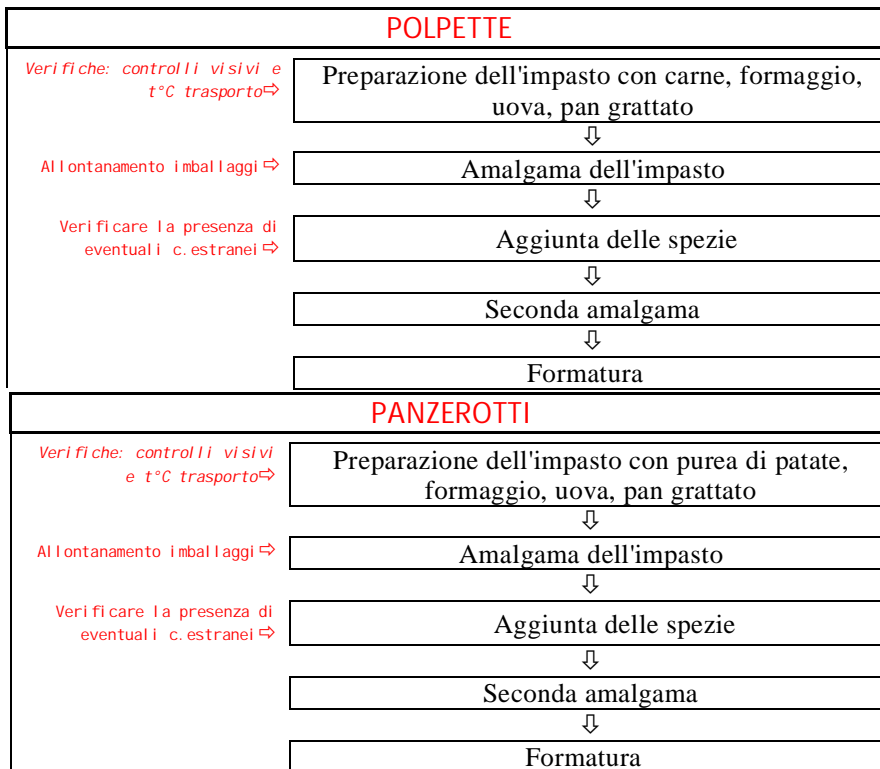 POLPETTE
Verifiche: controlli visivi e
t°C trasporto⇨
Preparazione dell'impasto con carne, formaggio,
uova, pan grattato
⇩
Allontanamento imballaggi⇨
Amalgama dell'impasto
⇩
Verificare la presenza di
eventuali c.estranei⇨
Aggiunta delle spezie
⇩
Seconda amalgama
⇩
Formatura
PANZEROTTI
Verifiche: controlli visivi
e t°C trasporto⇨
Preparazione dell'impasto con purea di patate,
formaggio, uova, pan grattato
⇩
Allontanamento imballaggi⇨
Amalgama dell'impasto
⇩
Verificare la presenza di
eventuali c.estranei⇨
Aggiunta delle spezie
⇩
Seconda amalgama
⇩
Formatura